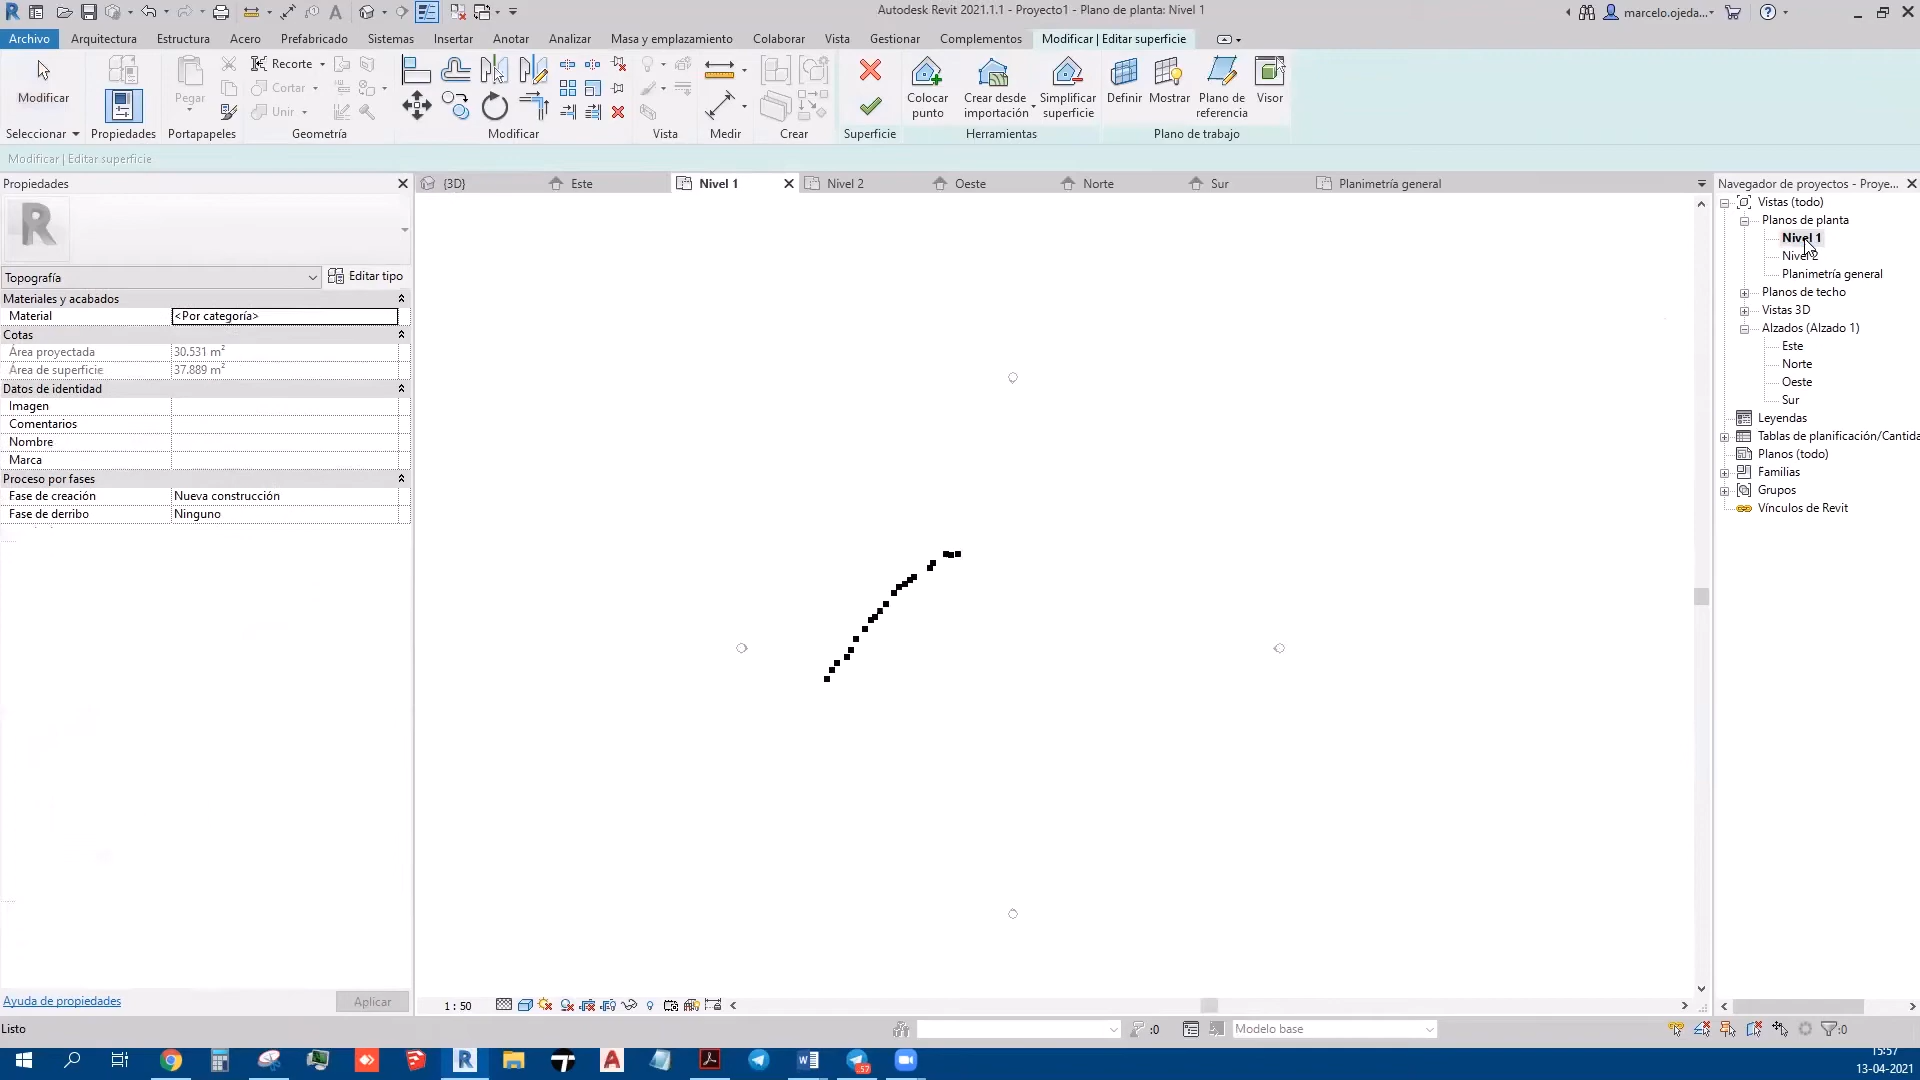 Autodesk Revit 2021.1.1 - Proyecto1 - Plano de planta: Nivel 1
marcelo.ojeda...
Archivo Arquitectura Estructura Acero Prefabricado Sistemas Insertar Anotar Analizar Masa y emplazamiento Colaborar Vista Gestionar Complementos Modificar | Editar superficie
Modificar
Pegar
Recorte
Cortar
Unir
Colocar punto
Crear desde importación
Simplificar superficie
Definir
Mostrar
Plano de referencia
Visor
Seleccionar Propiedades Portapapeles Geometría Modificar Vista Medir Crear Superficie Herramientas Plano de trabajo
Modificar | Editar superficie
Propiedades
R
Topografía
Editar tipo
Materiales y acabados
Material <Por categoría>
Cotas
Área proyectada 30.531 m²
Área de superficie 37.889 m²
Datos de identidad
Imagen
Comentarios
Nombre
Marca
Proceso por fases
Fase de creación Nueva construcción
Fase de derribo Ninguno
Ayuda de propiedades
Aplicar
{3D} Este Nivel 1 Nivel 2 Oeste Norte Sur Planimetría general
1 : 50
Navegador de proyectos - Proye...
Vistas (todo)
Planos de planta
Nivel 1
Nivel 2
Planimetría general
Planos de techo
Vistas 3D
Alzados (Alzado 1)
Este
Norte
Oeste
Sur
Leyendas
Tablas de planificación/Cantida
Planos (todo)
Familias
Grupos
Vínculos de Revit
Listo
:0
Modelo base
:0
57
15:57
13-04-2021